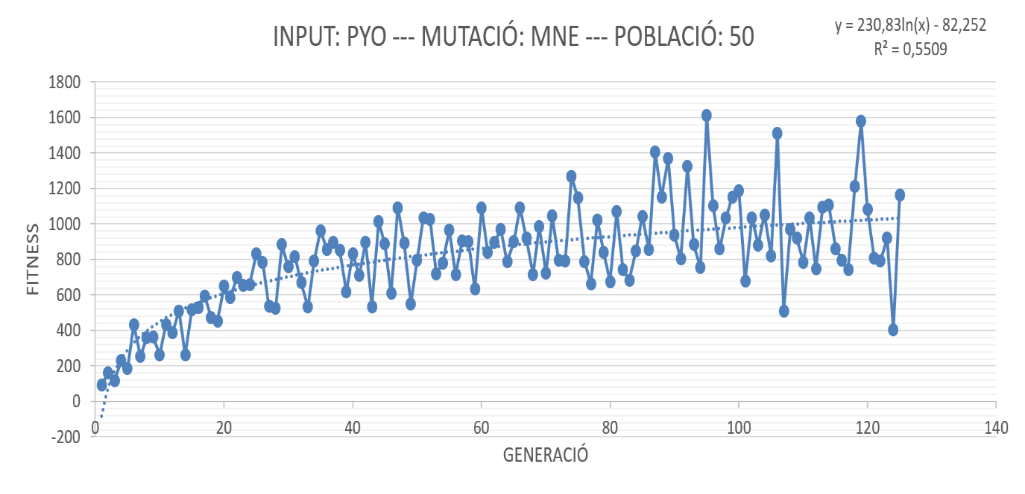 INPUT: PYO --- MUTACIÓ: MNE --- POBLACIÓ: 50
y = 230,83ln(x) - 82,252
R² = 0,5509
1800
1600
1400
1200
1000
800
600
400
200
0
-200
FITNESS
0 20 40 60 80 100 120 140
GENERACIÓ